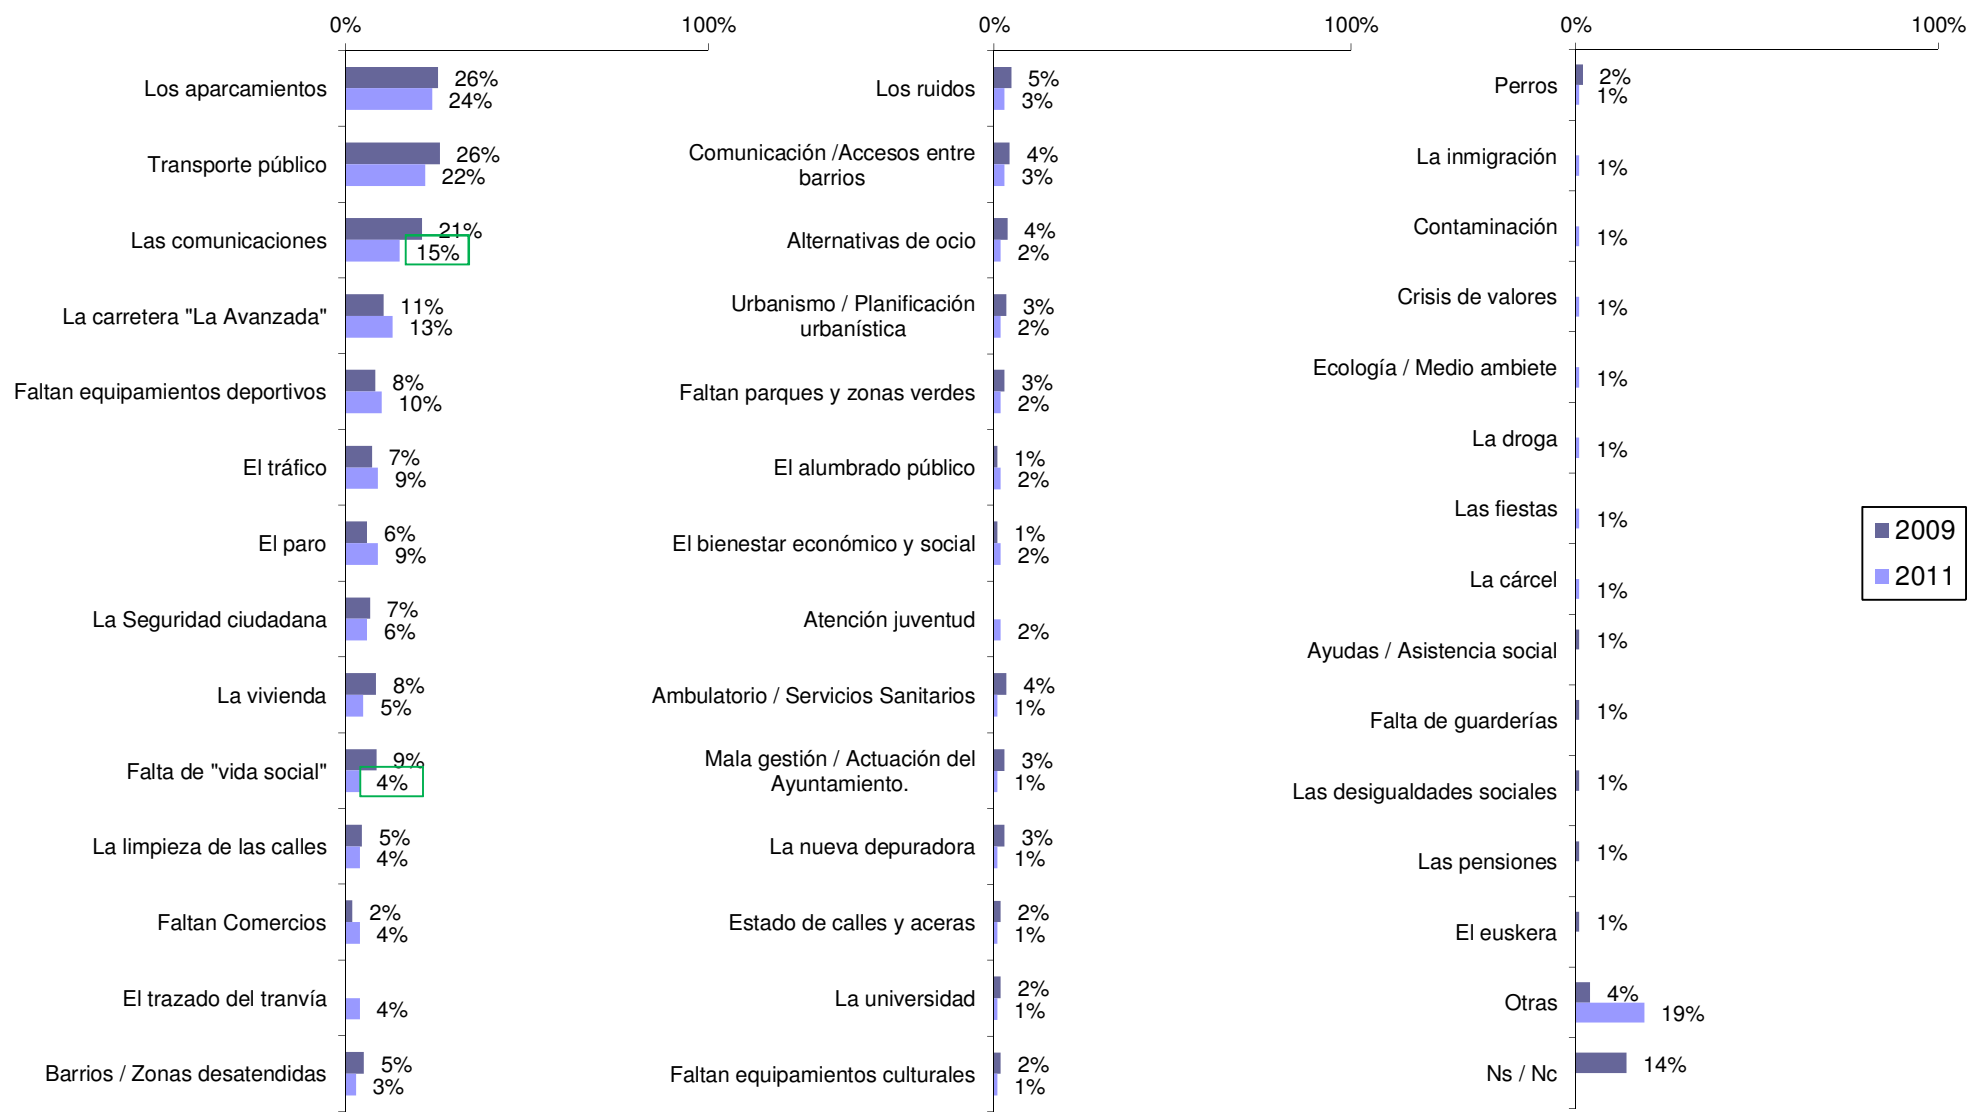 0%
100%
Los aparcamientos
26%
24%
Transporte público
26%
22%
Las comunicaciones
21%
15%
La carretera "La Avanzada"
11%
13%
Faltan equipamientos deportivos
8%
10%
El tráfico
7%
9%
El paro
6%
9%
La Seguridad ciudadana
7%
6%
La vivienda
8%
5%
Falta de "vida social"
9%
4%
La limpieza de las calles
5%
4%
Faltan Comercios
2%
4%
El trazado del tranvía
4%
Barrios / Zonas desatendidas
5%
3%
0%
100%
Los ruidos
5%
3%
Comunicación /Accesos entre
barrios
4%
3%
Alternativas de ocio
4%
2%
Urbanismo / Planificación
urbanística
3%
2%
Faltan parques y zonas verdes
3%
2%
El alumbrado público
1%
2%
El bienestar económico y social
1%
2%
Atención juventud
2%
Ambulatorio / Servicios Sanitarios
4%
1%
Mala gestión / Actuación del
Ayuntamiento.
3%
1%
La nueva depuradora
3%
1%
Estado de calles y aceras
2%
1%
La universidad
2%
1%
Faltan equipamientos culturales
2%
1%
0%
100%
Perros
2%
1%
La inmigración
1%
Contaminación
1%
Crisis de valores
1%
Ecología / Medio ambiete
1%
La droga
1%
Las fiestas
1%
La cárcel
1%
Ayudas / Asistencia social
1%
Falta de guarderías
1%
Las desigualdades sociales
1%
Las pensiones
1%
El euskera
1%
Otras
4%
19%
Ns / Nc
14%
2009
2011